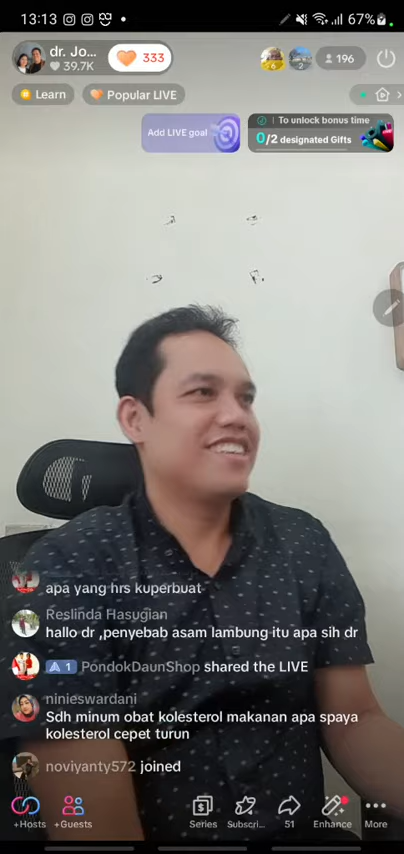 13:13
67%
dr. Jo...
39.7K
333
6
2
196
Learn
Popular LIVE
Add LIVE goal
To unlock bonus time
0/2 designated Gifts
apa yang hrs kuperbuat
Reslinda Hasugian
hallo dr ,penyebab asam lambung itu apa sih dr
1 PondokDaunShop shared the LIVE
ninieswardani
Sdh minum obat kolesterol makanan apa spaya
kolesterol cepet turun
noviyanty572 joined
+Hosts
+Guests
Series
Subscri...
51
Enhance
More